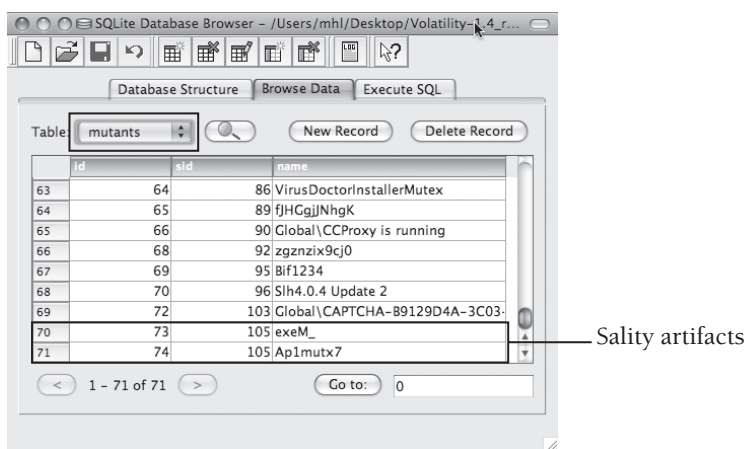 SQLite Database Browser – /Users/mhl/Desktop/Volatility-1.4_r...
LOG
Database Structure Browse Data Execute SQL
Table: mutants New Record Delete Record
id sid name
63 64 86 VirusDoctorInstallerMutex
64 65 89 fJHGgjJNhgK
65 66 90 Global\CCProxy is running
66 68 92 zgznzix9cj0
67 69 95 Bif1234
68 70 96 Slh4.0.4 Update 2
69 72 103 Global\CAPTCHA-B9129D4A-3C03-
70 73 105 exeM_
71 74 105 Ap1mutx7
Sality artifacts
< 1 – 71 of 71 > Go to: 0